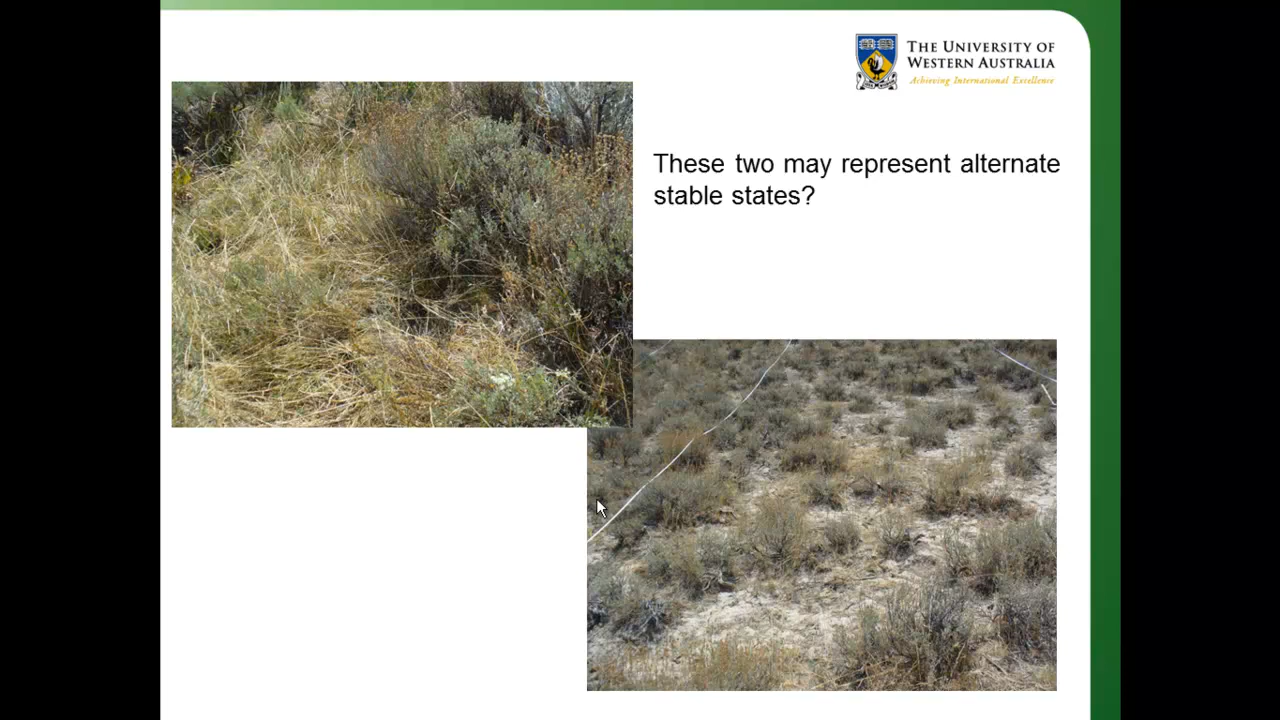 THE UNIVERSITY OF
WESTERN AUSTRALIA
Achieving International Excellence
These two may represent alternate
stable states?